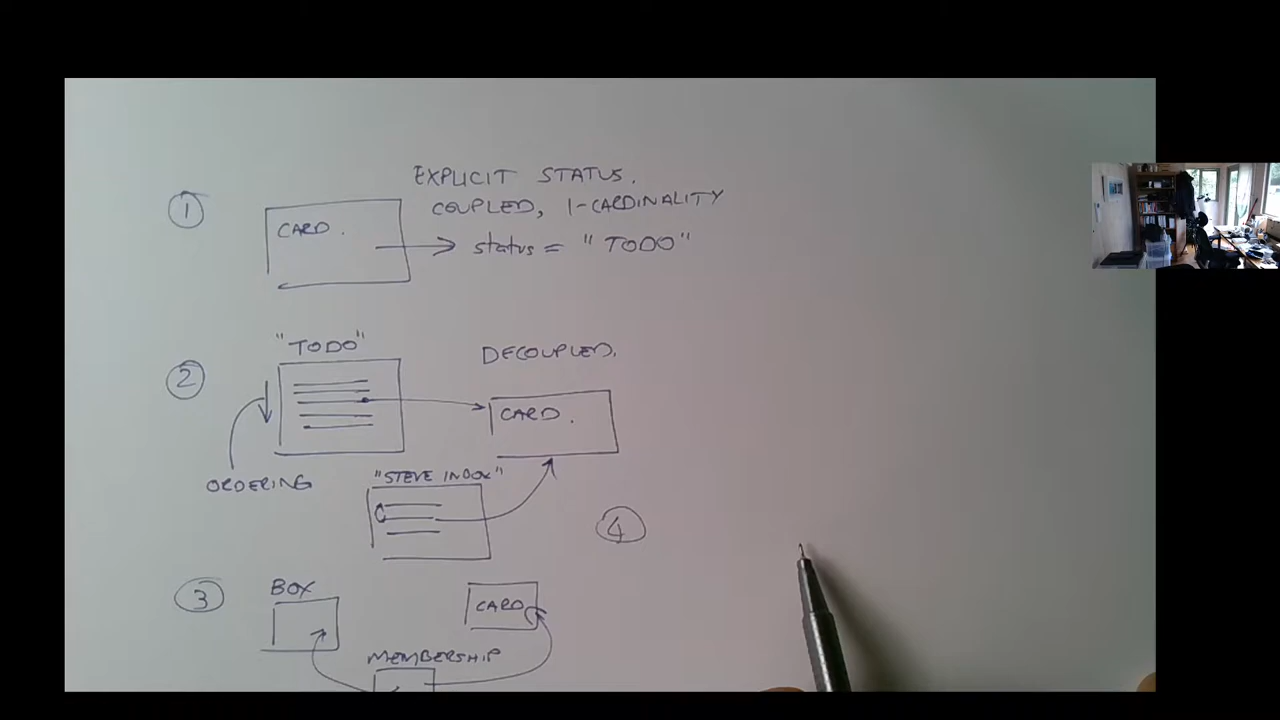 1
EXPLICIT STATUS.
COUPLED, 1-CARDINALITY
CARD.
status = "TODO"
2
"TODO"
DECOUPLED.
CARD.
ORDERING
"STEVE INBOX"
4
3
BOX
CARD
MEMBERSHIP